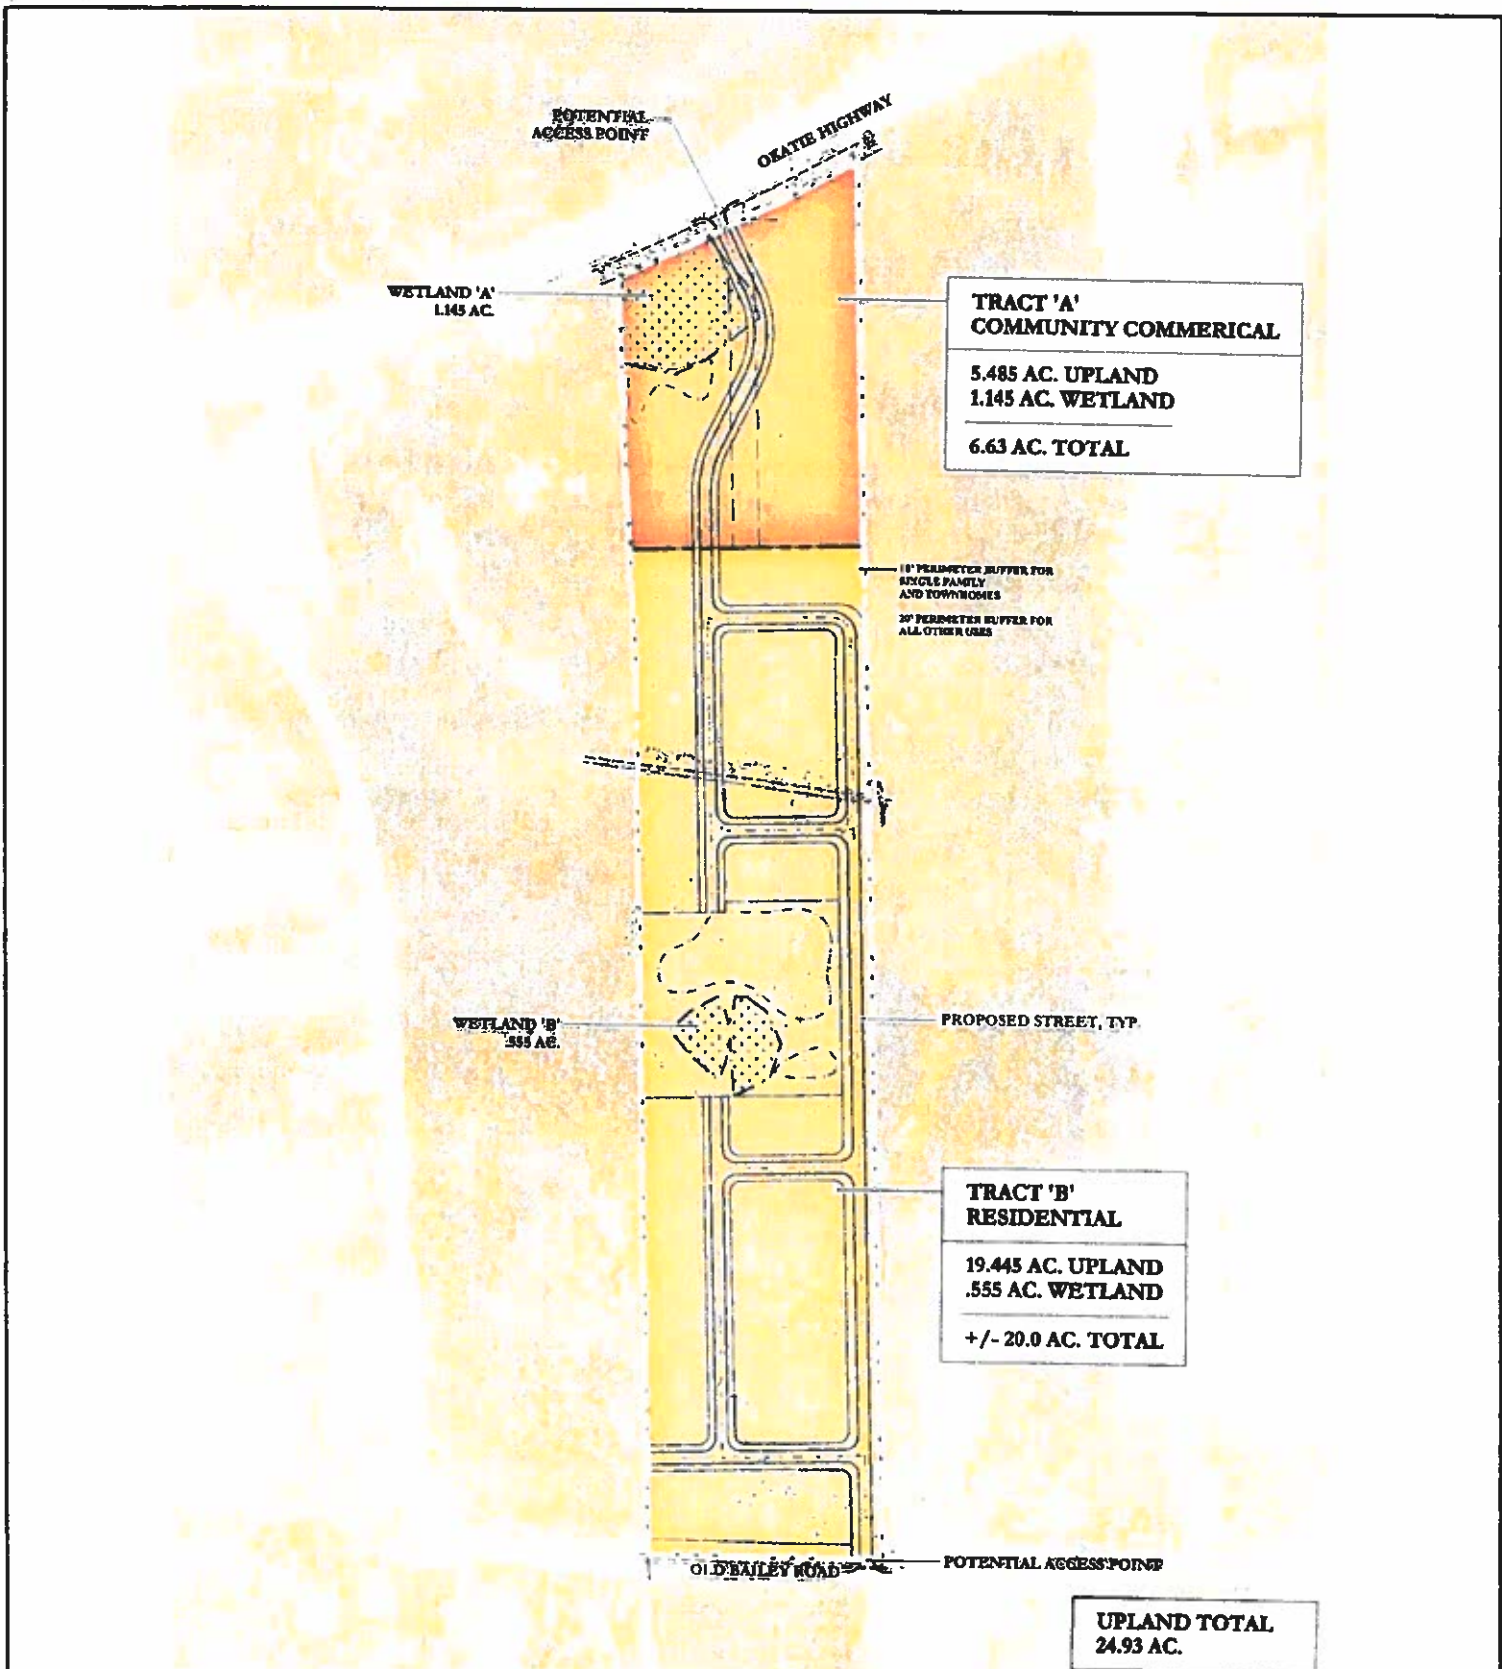 POTENTIAL
ACCESS POINT
OKATIE HIGHWAY
WETLAND 'A'
1.145 AC.
TRACT 'A'
COMMUNITY COMMERICAL
5.485 AC. UPLAND
1.145 AC. WETLAND
6.63 AC. TOTAL
10' PERIMETER BUFFER FOR
SINGLE FAMILY
AND TOWNHOMES
20' PERIMETER BUFFER FOR
ALL OTHER USES
WETLAND 'B'
.555 AC.
PROPOSED STREET, TYP.
TRACT 'B'
RESIDENTIAL
19.445 AC. UPLAND
.555 AC. WETLAND
+/- 20.0 AC. TOTAL
OLD BAILEY ROAD
POTENTIAL ACCESS POINT
UPLAND TOTAL
24.93 AC.